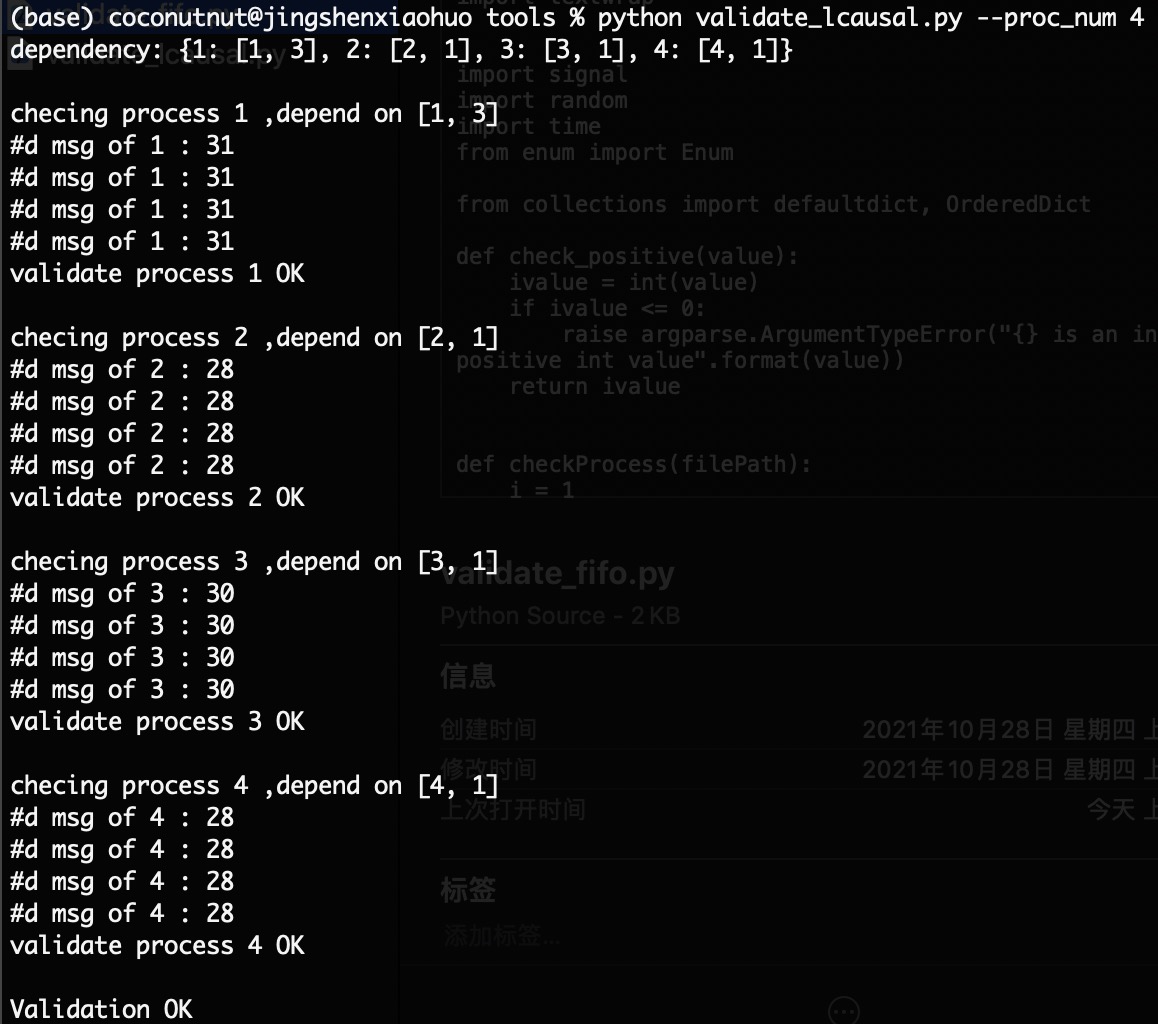 (base) coconutnut@jingshenxiaohuo tools % python validate_lcausal.py --proc_num 4
dependency: {1: [1, 3], 2: [2, 1], 3: [3, 1], 4: [4, 1]}
checing process 1 ,depend on [1, 3]
#d msg of 1 : 31
#d msg of 1 : 31
#d msg of 1 : 31
#d msg of 1 : 31
validate process 1 OK
checing process 2 ,depend on [2, 1]
#d msg of 2 : 28
#d msg of 2 : 28
#d msg of 2 : 28
#d msg of 2 : 28
validate process 2 OK
checing process 3 ,depend on [3, 1]
#d msg of 3 : 30
#d msg of 3 : 30
#d msg of 3 : 30
#d msg of 3 : 30
validate process 3 OK
checing process 4 ,depend on [4, 1]
#d msg of 4 : 28
#d msg of 4 : 28
#d msg of 4 : 28
#d msg of 4 : 28
validate process 4 OK
Validation OK
import textwrap
import signal
import random
import time
from enum import Enum
from collections import defaultdict, OrderedDict
def check_positive(value):
ivalue = int(value)
if ivalue <= 0:
raise argparse.ArgumentTypeError("{} is an in
positive int value".format(value))
return ivalue
def checkProcess(filePath):
i = 1
validate_fifo.py
Python Source - 2 KB
信息
创建时间 2021年10月28日 星期四 上
修改时间 2021年10月28日 星期四 上
上次打开时间 今天 上
标签
添加标签...